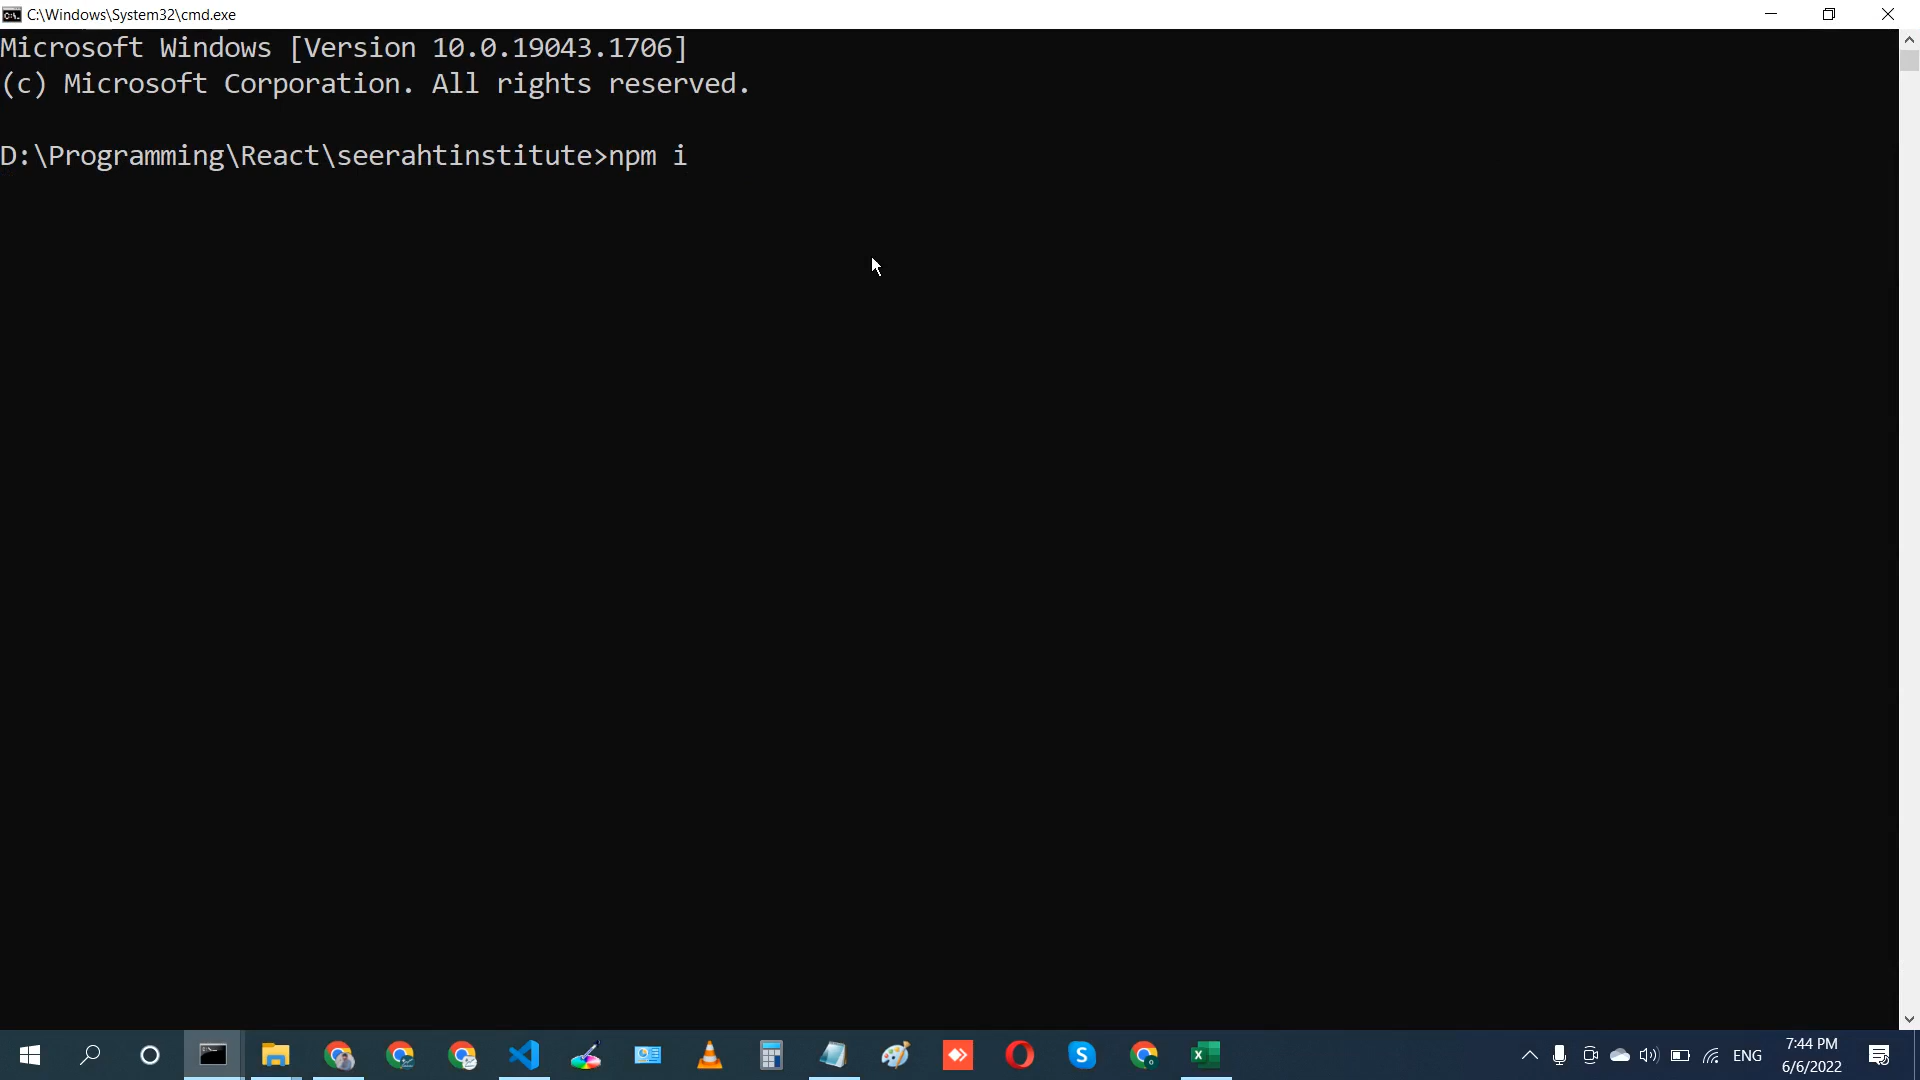 C:\Windows\System32\cmd.exe
Microsoft Windows [Version 10.0.19043.1706]
(c) Microsoft Corporation. All rights reserved.
D:\Programming\React\seerahtinstitute>npm i
ENG
7:44 PM
6/6/2022